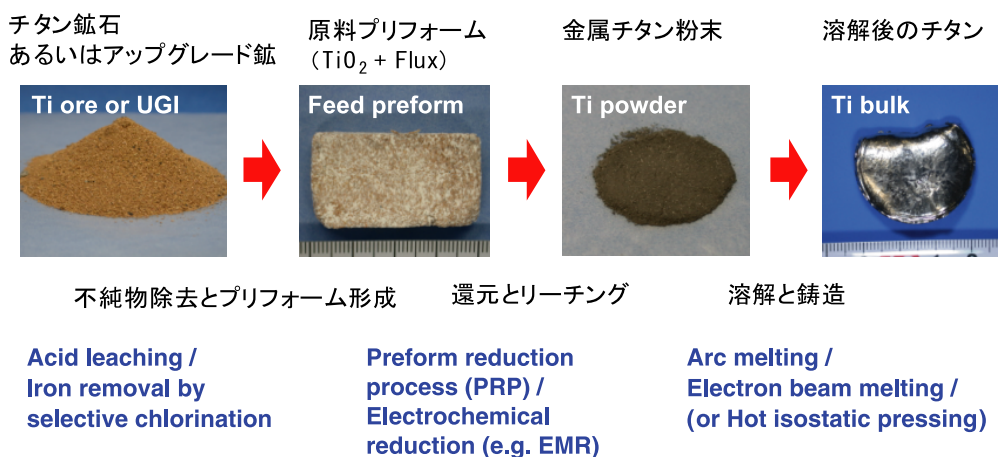 チタン鉱石
あるいはアップグレード鉱
原料プリフォーム
（TiO₂ + Flux）
金属チタン粉末
溶解後のチタン
Ti ore or UGI
Feed preform
Ti powder
Ti bulk
不純物除去とプリフォーム形成
還元とリーチング
溶解と鋳造
Acid leaching /
Iron removal by
selective chlorination
Preform reduction
process (PRP) /
Electrochemical
reduction (e.g. EMR)
Arc melting /
Electron beam melting /
(or Hot isostatic pressing)